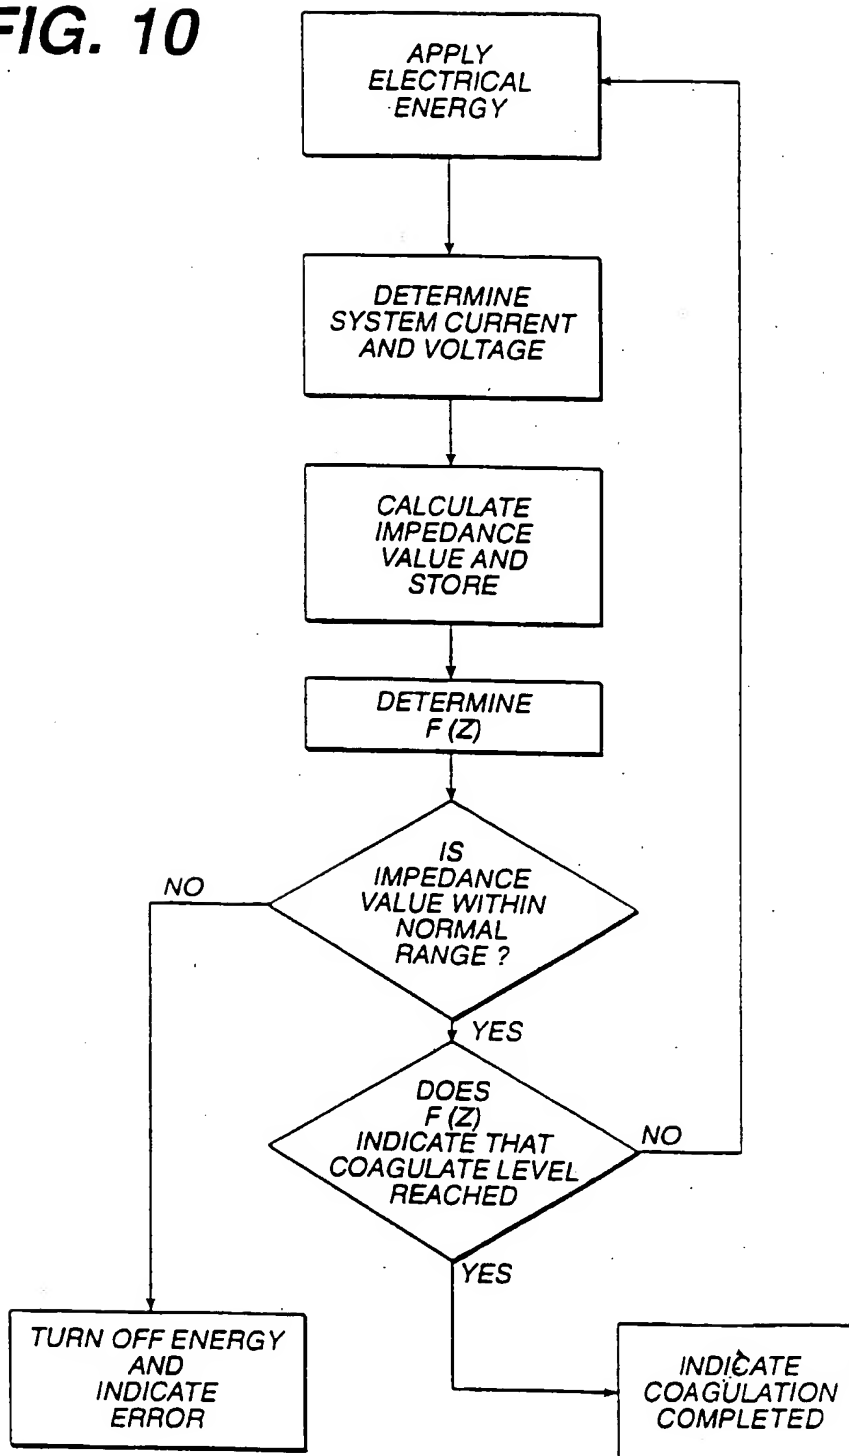 FIG. 10
APPLY
ELECTRICAL
ENERGY
DETERMINE
SYSTEM CURRENT
AND VOLTAGE
CALCULATE
IMPEDANCE
VALUE AND
STORE
DETERMINE
F (Z)
IS
IMPEDANCE
VALUE WITHIN
NORMAL
RANGE ?
NO
YES
DOES
F (Z)
INDICATE THAT
COAGULATE LEVEL
REACHED
NO
YES
TURN OFF ENERGY
AND
INDICATE
ERROR
INDICATE
COAGULATION
COMPLETED